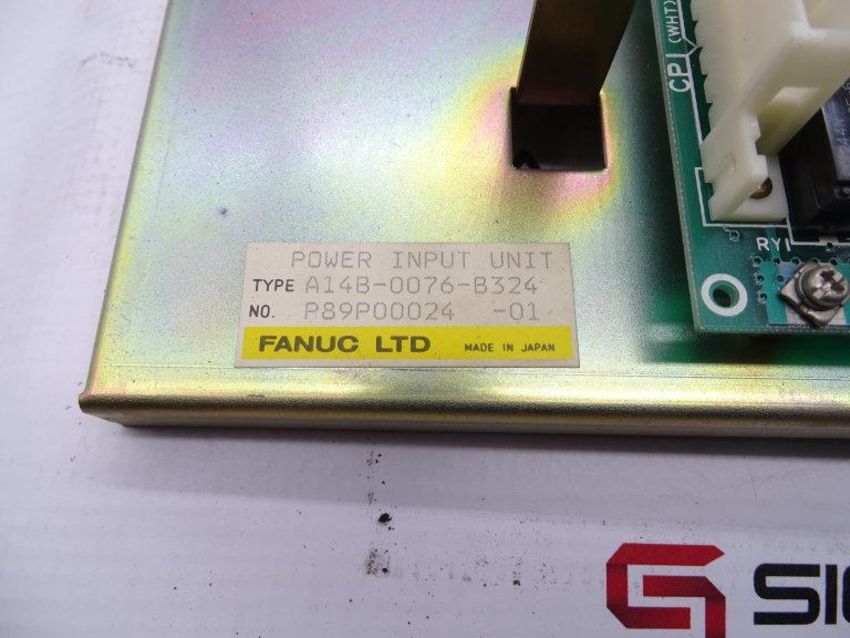 CP1 (WHT)
RY1
POWER INPUT UNIT
TYPE A14B-0076-B324
NO. P89P00024 -01
FANUC LTD MADE IN JAPAN